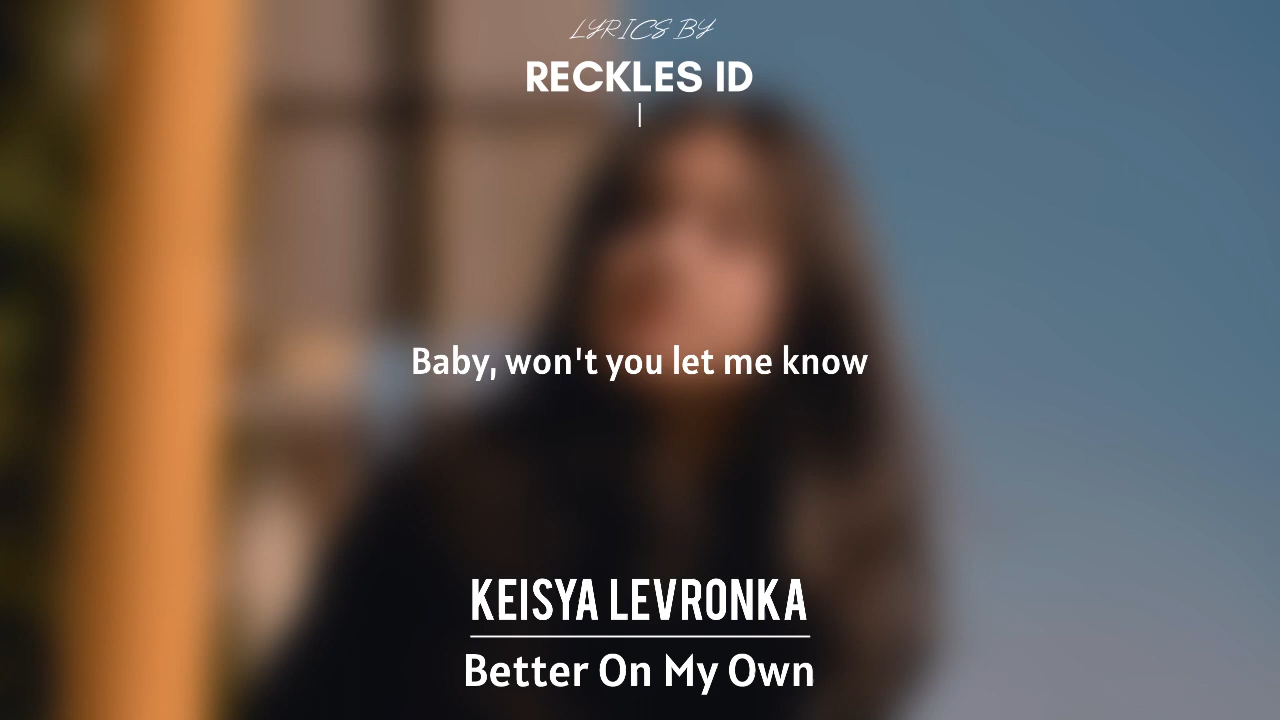 LYRICS BY
RECKLES ID
Baby, won't you let me know
KEISYA LEVRONKA
Better On My Own